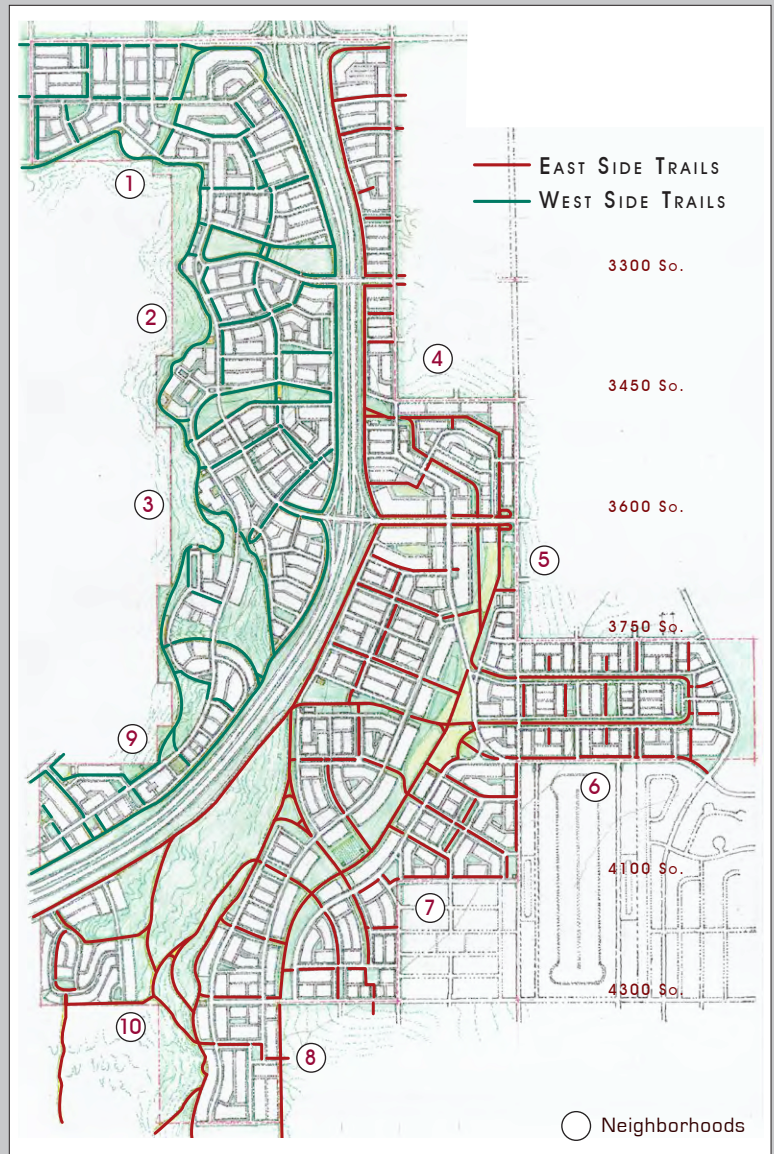 East Side Trails
West Side Trails
1
3300 So.
2
4
3450 So.
3
3600 So.
5
3750 So.
9
6
4100 So.
7
4300 So.
10
8
Neighborhoods